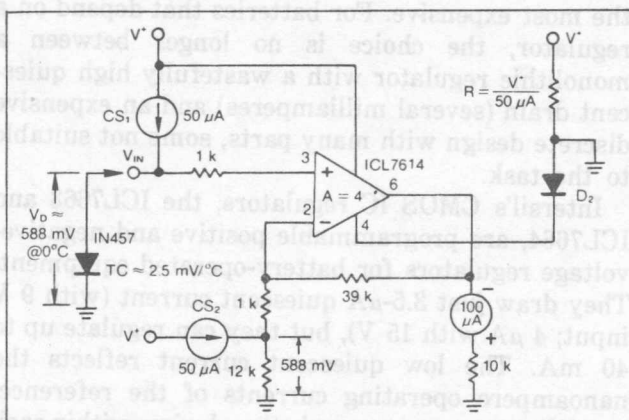 the most expensive. For batteries that depend on a
regulator, the choice is no longer between a
monolithic regulator with a wastefully high quies-
cent drain (several milliamperes) and an expensive
discrete design with many parts, some not suitable
to the task.
Intersil's CMOS IC regulators, the ICL7663 and
ICL7664, are programmable positive and negative
voltage regulators for battery-operated equipment.
They draw just 3.5-µA quiescent current (with 9 V
input; 4 µA with 15 V), but they can regulate up to
40 mA. The low quiescent current reflects the
nanoampere operating currents of the reference
V+
CS1
50 µA
VIN
1 k
3
+
ICL7614
A = 4
6
2
-
4
VD ≈
588 mV
@0°C
IN457
TC ≈ 2.5 mV/°C
39 k
1 k
V+
CS2
50 µA
12 k
588 mV
-
100
µA
10 k
V+
R = V+
50 µA
D2